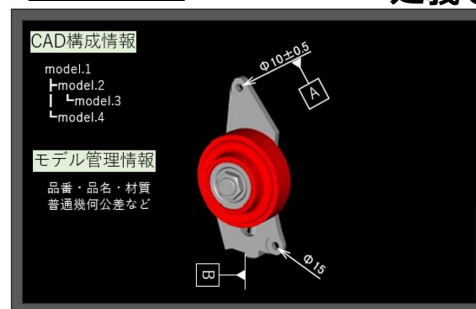 CAD構成情報
model.1
┣model.2
┃ ┗model.3
┗model.4
モデル管理情報
品番・品名・材質
普通幾何公差など
Φ10±0.5
A
B
Φ15